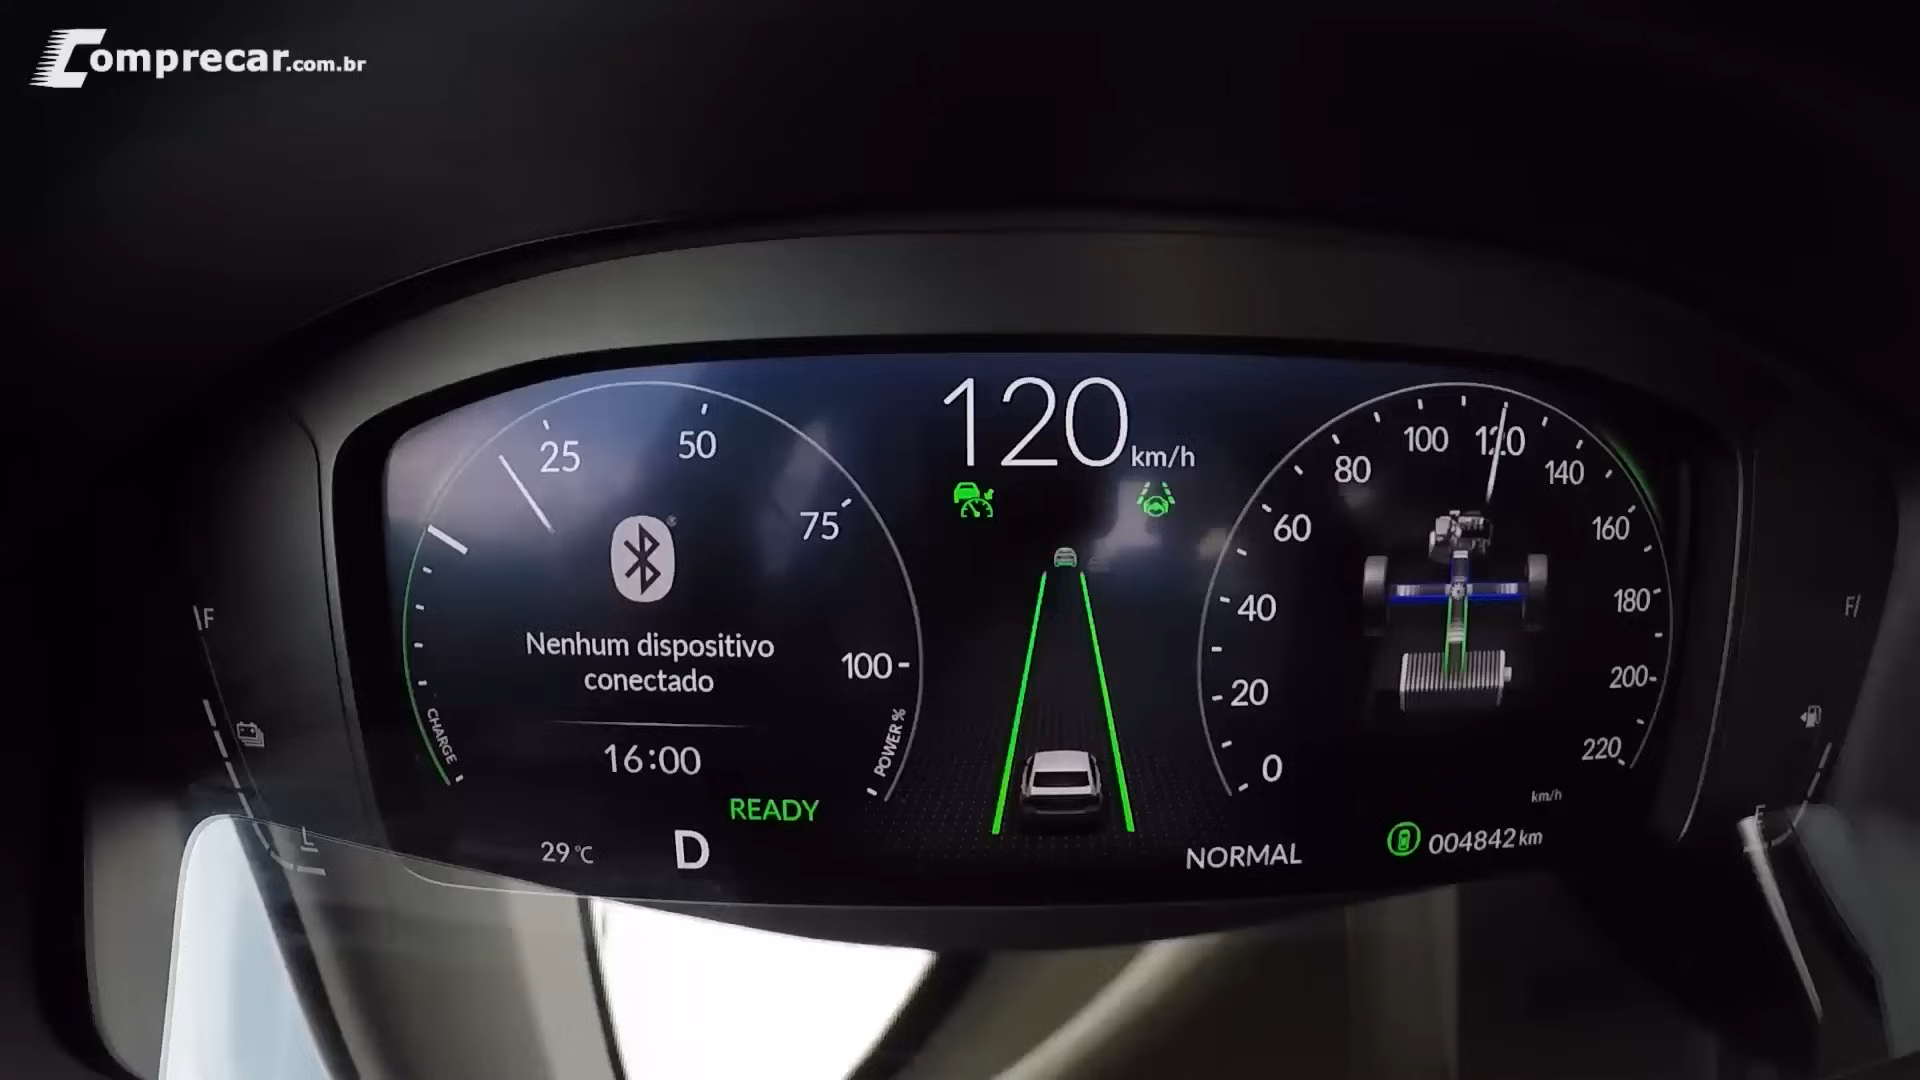 Comprecar.com.br
120 km/h
25
50
75
100
CHARGE
POWER %
Nenhum dispositivo
conectado
16:00
READY
29 °C
D
0
20
40
60
80
100
120
140
160
180
200
220
km/h
NORMAL
004842 km
F
L
F
E